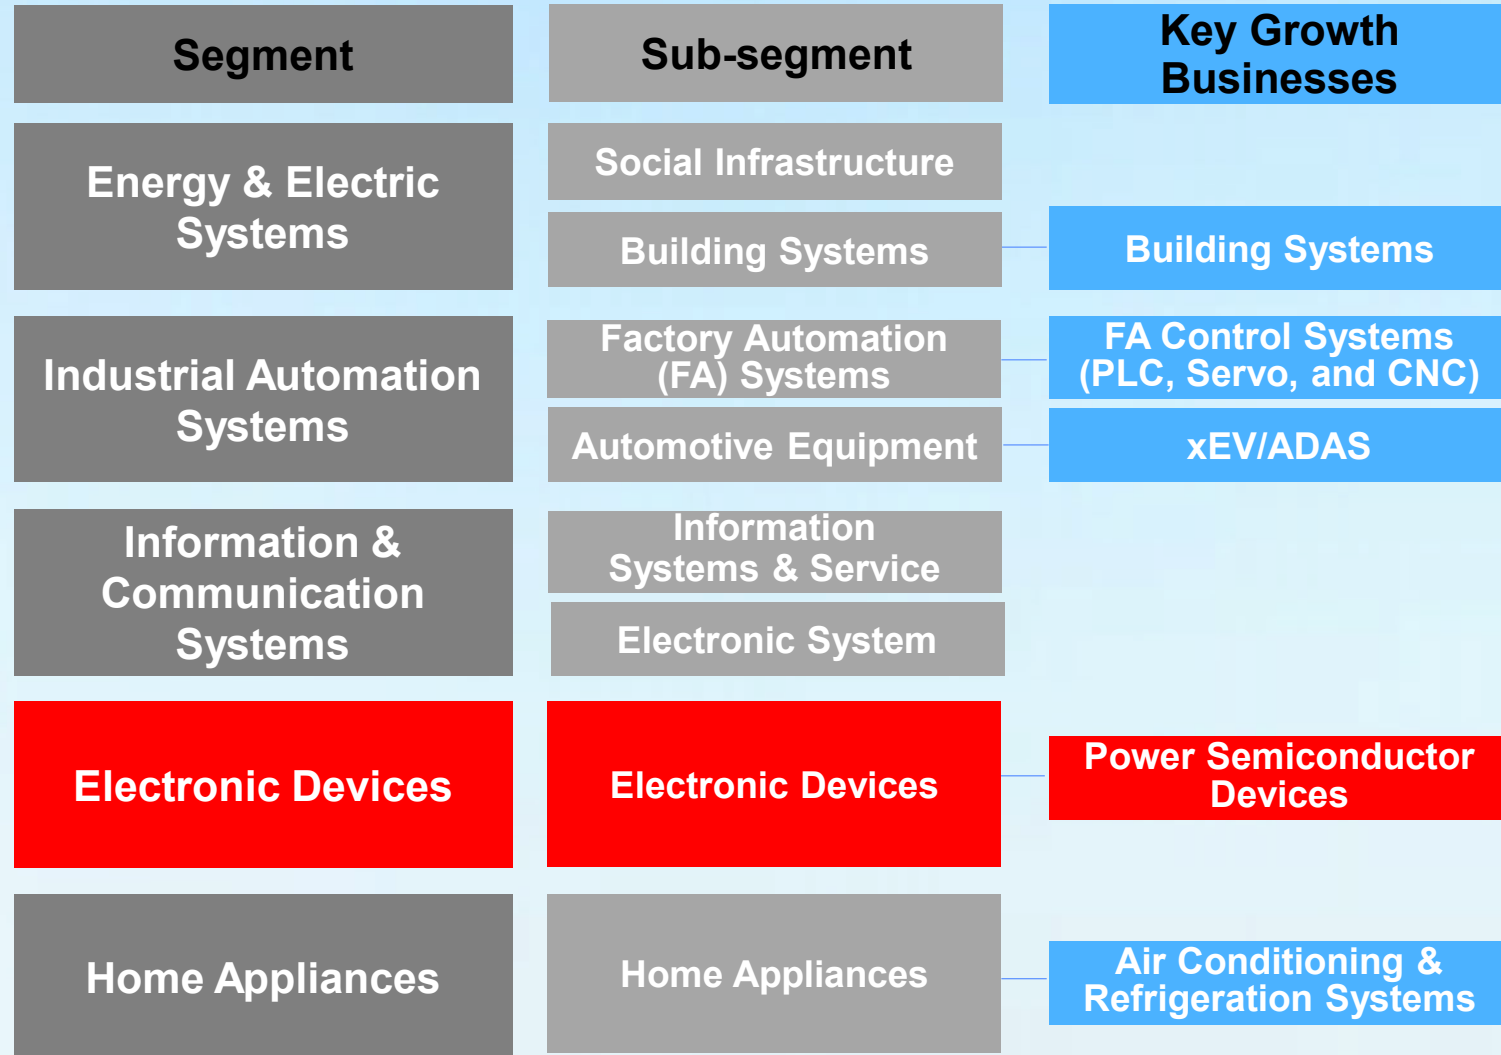 Segment
Sub-segment
Key Growth
Businesses
Energy & Electric
Systems
Social Infrastructure
Building Systems
Building Systems
Industrial Automation
Systems
Factory Automation
(FA) Systems
FA Control Systems
(PLC, Servo, and CNC)
Automotive Equipment
xEV/ADAS
Information &
Communication
Systems
Information
Systems & Service
Electronic System
Electronic Devices
Electronic Devices
Power Semiconductor
Devices
Home Appliances
Home Appliances
Air Conditioning &
Refrigeration Systems